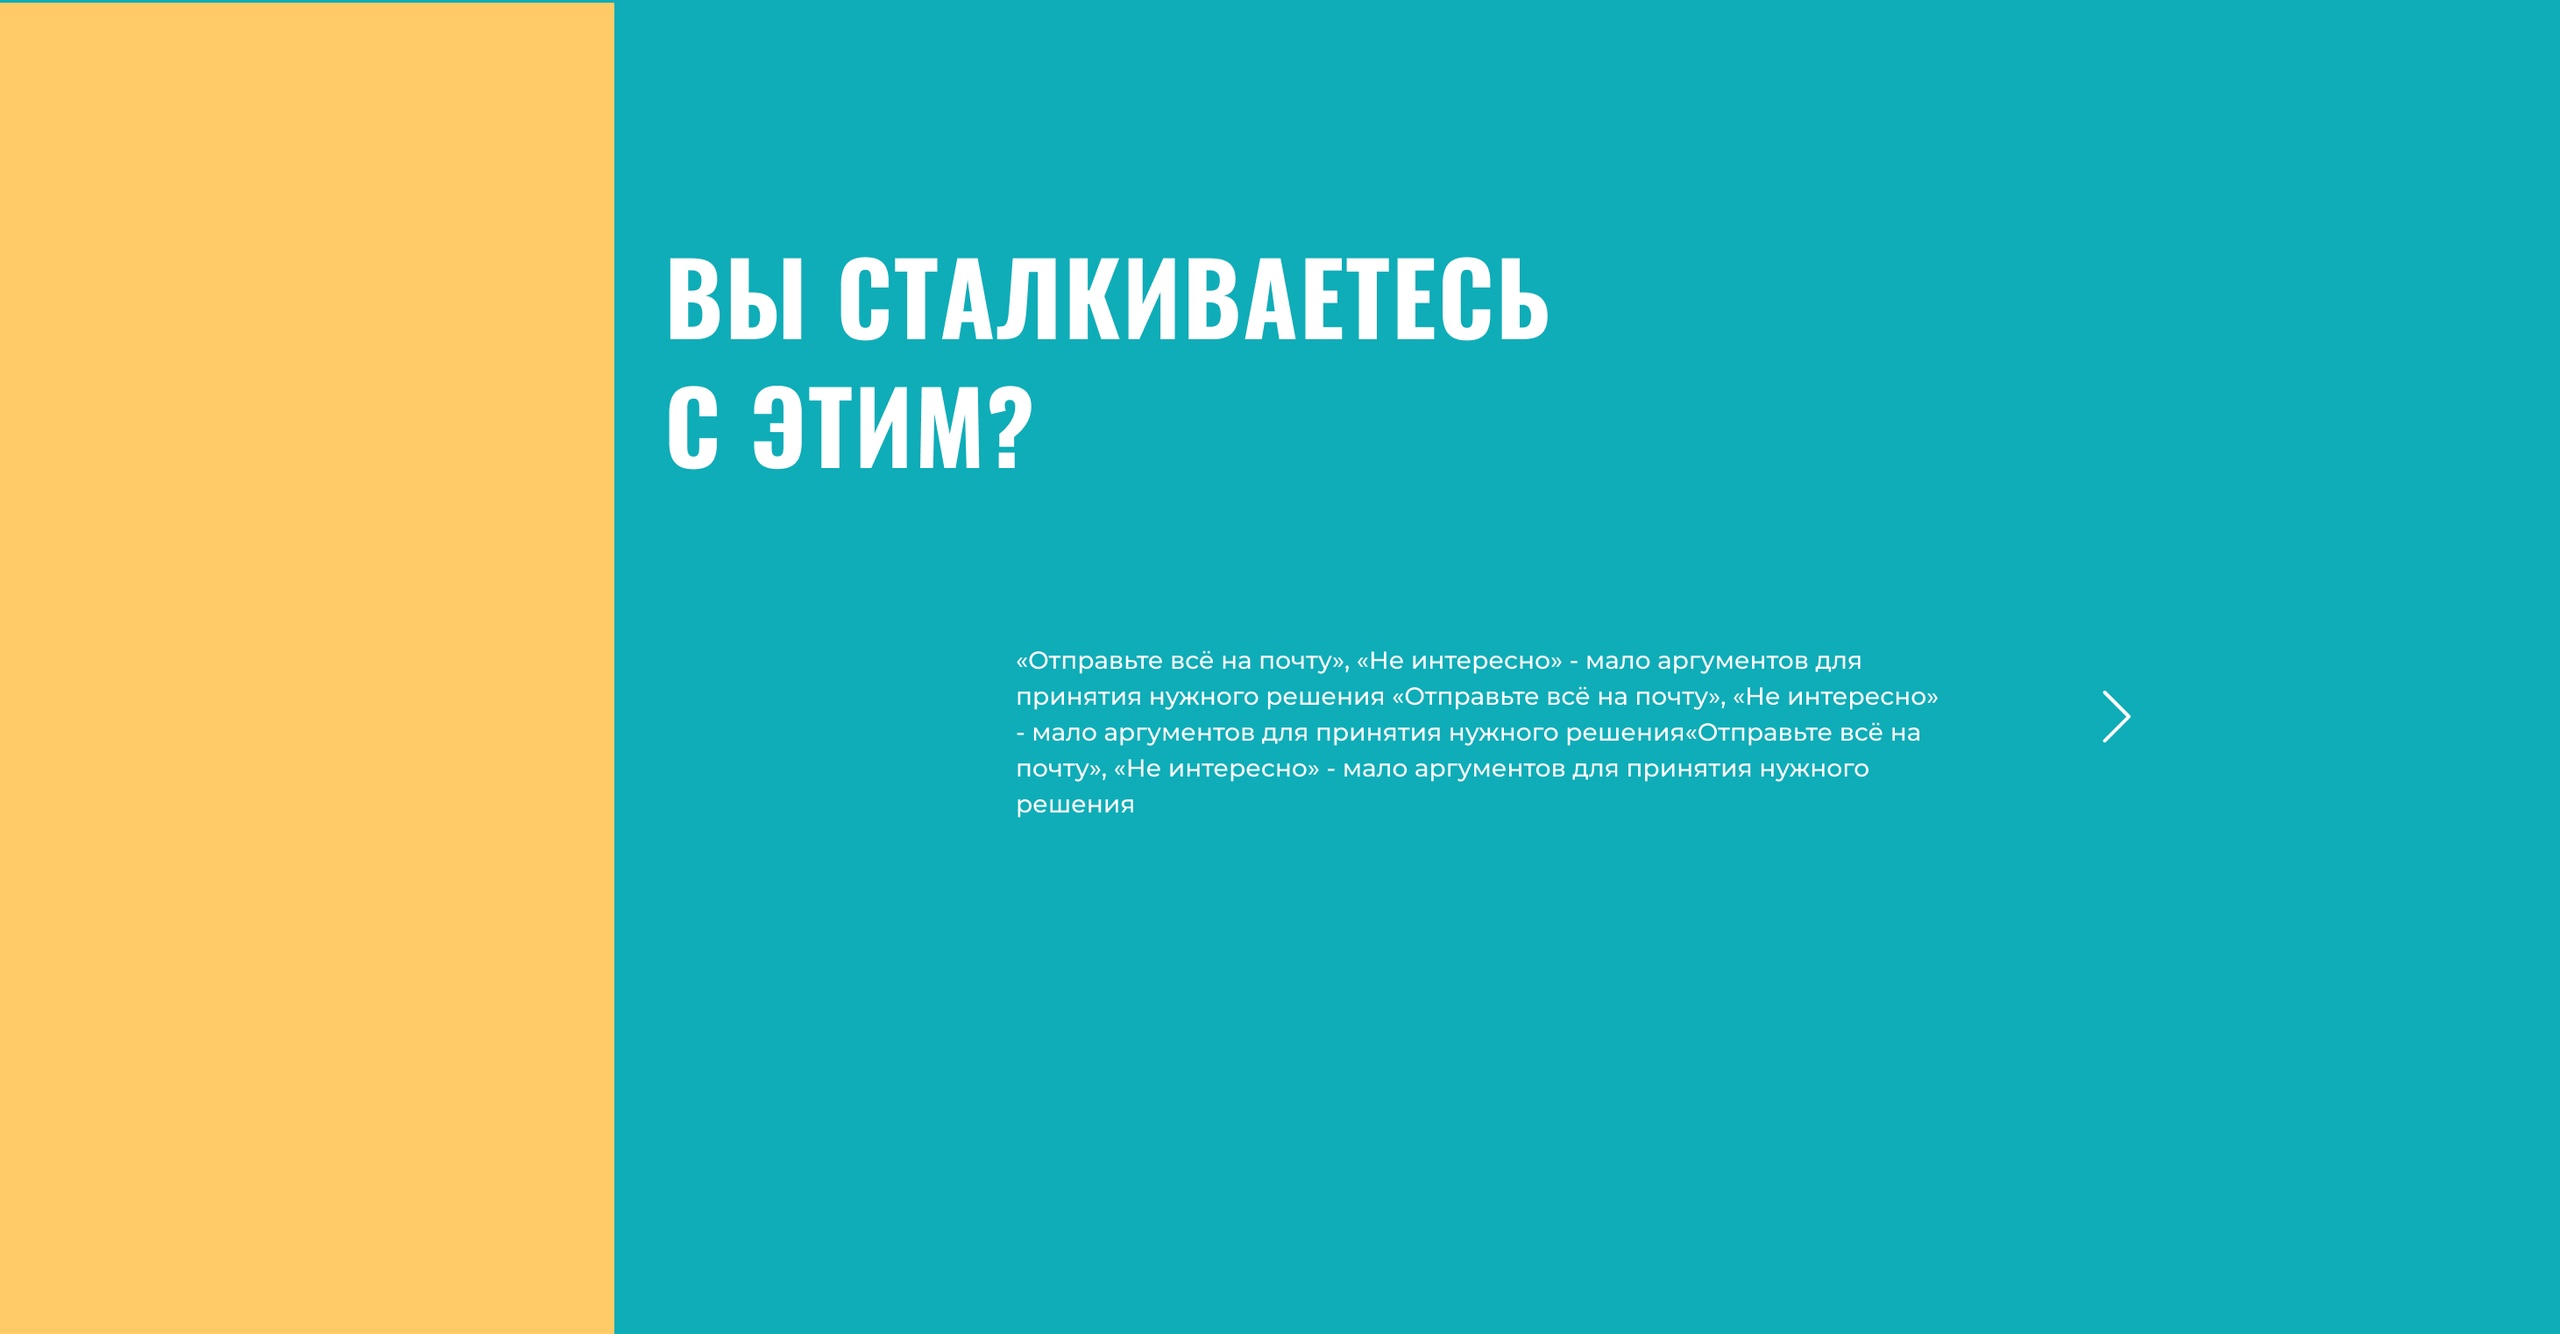 ВЫ СТАЛКИВАЕТЕСЬ
С ЭТИМ?
«Отправьте всё на почту», «Не интересно» - мало аргументов для
принятия нужного решения «Отправьте всё на почту», «Не интересно»
- мало аргументов для принятия нужного решения«Отправьте всё на
почту», «Не интересно» - мало аргументов для принятия нужного
решения